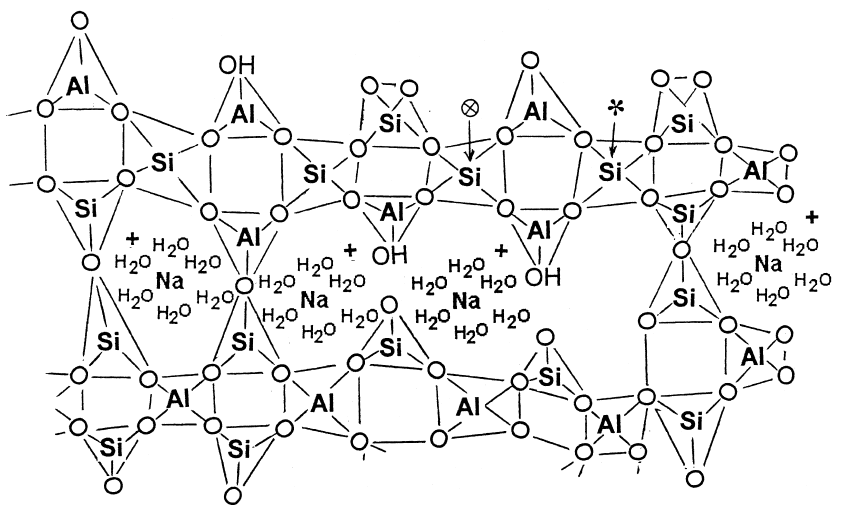 O
OH O
Al O O O O
O O Al Si ⊗ Al * Si
O O O O O O O O O
Si Si Si Si Al
O O O O O O O
Si O O Al O O Si
+ Al + OH + Al O +
H₂O H₂O H₂O H₂O H₂O H₂O H₂O H₂O H₂O H₂O H₂O H₂O
O Na O Na Na OH Si Na
H₂O H₂O H₂O H₂O H₂O H₂O H₂O H₂O H₂O H₂O H₂O H₂O
O O
Si Si Si O O O
O O O O O O Si O Al O
Al Al Al O O O
O O O O O O O Al Si
Si Si O O
O O O